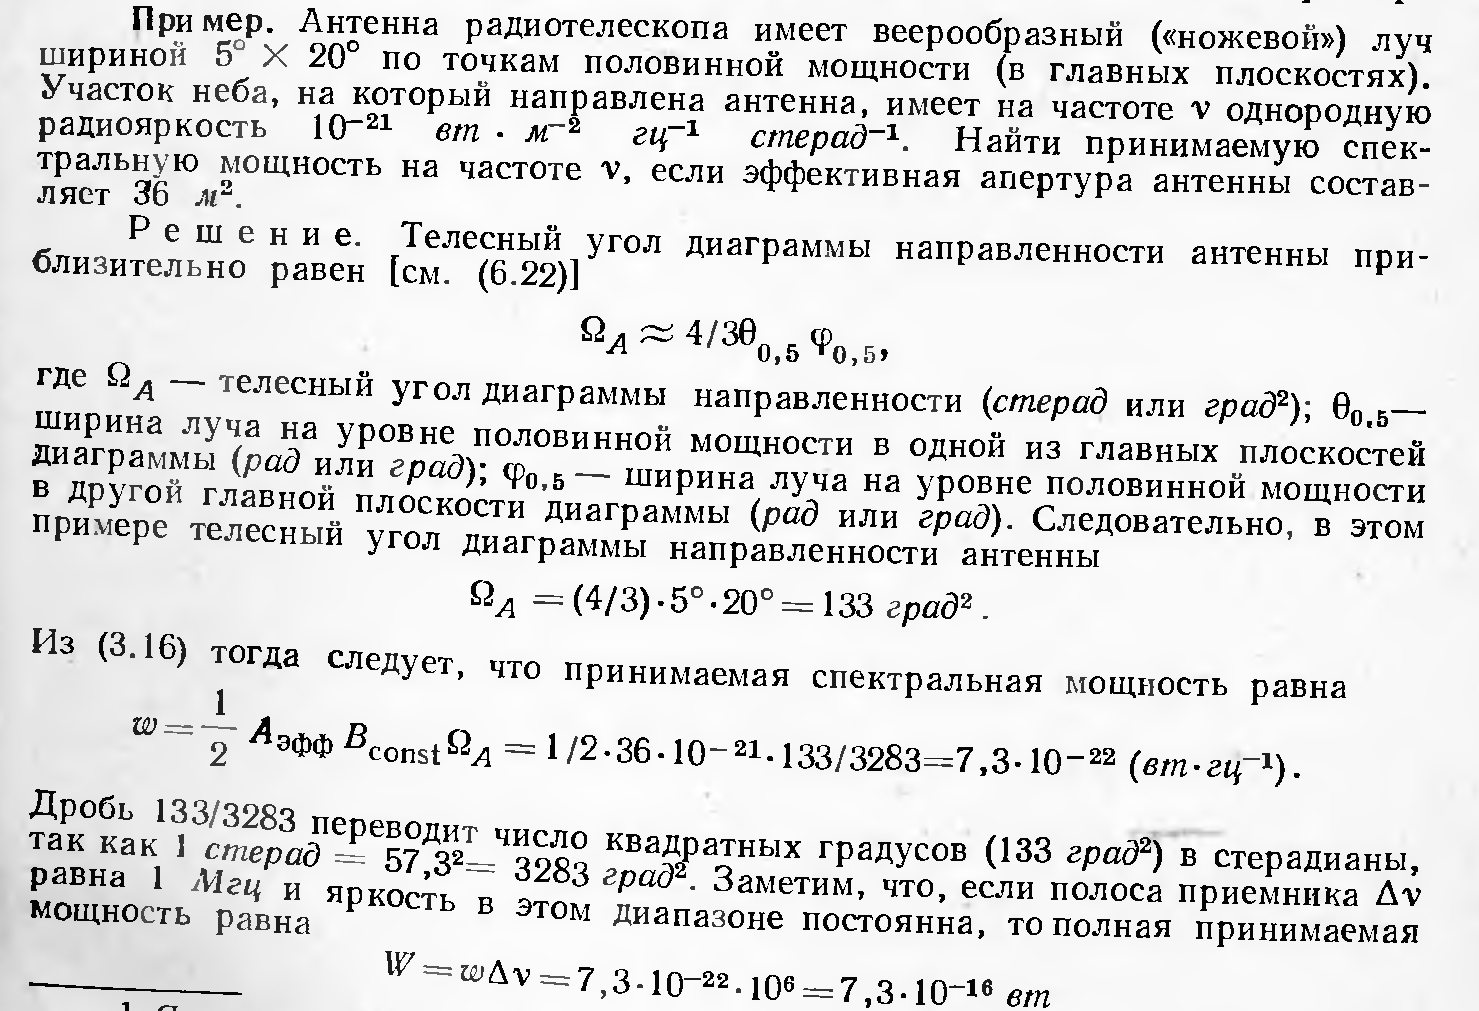 Пример. Антенна радиотелескопа имеет веерообразный («ножевой») луч
шириной 5° × 20° по точкам половинной мощности (в главных плоскостях).
Участок неба, на который направлена антенна, имеет на частоте ν однородную
радиояркость 10⁻²¹ вт · м⁻² гц⁻¹ стерад⁻¹. Найти принимаемую спек-
тральную мощность на частоте ν, если эффективная апертура антенны состав-
ляет 36 м².
Решение. Телесный угол диаграммы направленности антенны при-
близительно равен [см. (6.22)]
Ω_A ≈ 4/3θ₀,₅ φ₀,₅,
где Ω_A — телесный угол диаграммы направленности (стерад или град²); θ₀,₅—
ширина луча на уровне половинной мощности в одной из главных плоскостей
диаграммы (рад или град); φ₀,₅ — ширина луча на уровне половинной мощности
в другой главной плоскости диаграммы (рад или град). Следовательно, в этом
примере телесный угол диаграммы направленности антенны
Ω_A = (4/3)·5°·20° = 133 град².
Из (3.16) тогда следует, что принимаемая спектральная мощность равна
w = 1/2 A_эфф B_const Ω_A = 1/2·36·10⁻²¹·133/3283=7,3·10⁻²² (вт·гц⁻¹).
Дробь 133/3283 переводит число квадратных градусов (133 град²) в стерадианы,
так как 1 стерад = 57,3²= 3283 град². Заметим, что, если полоса приемника Δν
равна 1 Мгц и яркость в этом диапазоне постоянна, то полная принимаемая
мощность равна
W = wΔν = 7,3·10⁻²²·10⁶ = 7,3·10⁻¹⁶ вт